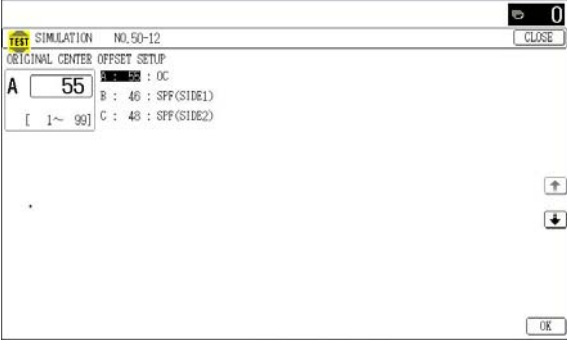 0
TEST SIMULATION NO.50-12 CLOSE
ORIGINAL CENTER OFFSET SETUP
A 55 [ 1~ 99]
A : 55 : OC
B : 46 : SPF(SIDE1)
C : 48 : SPF(SIDE2)
OK